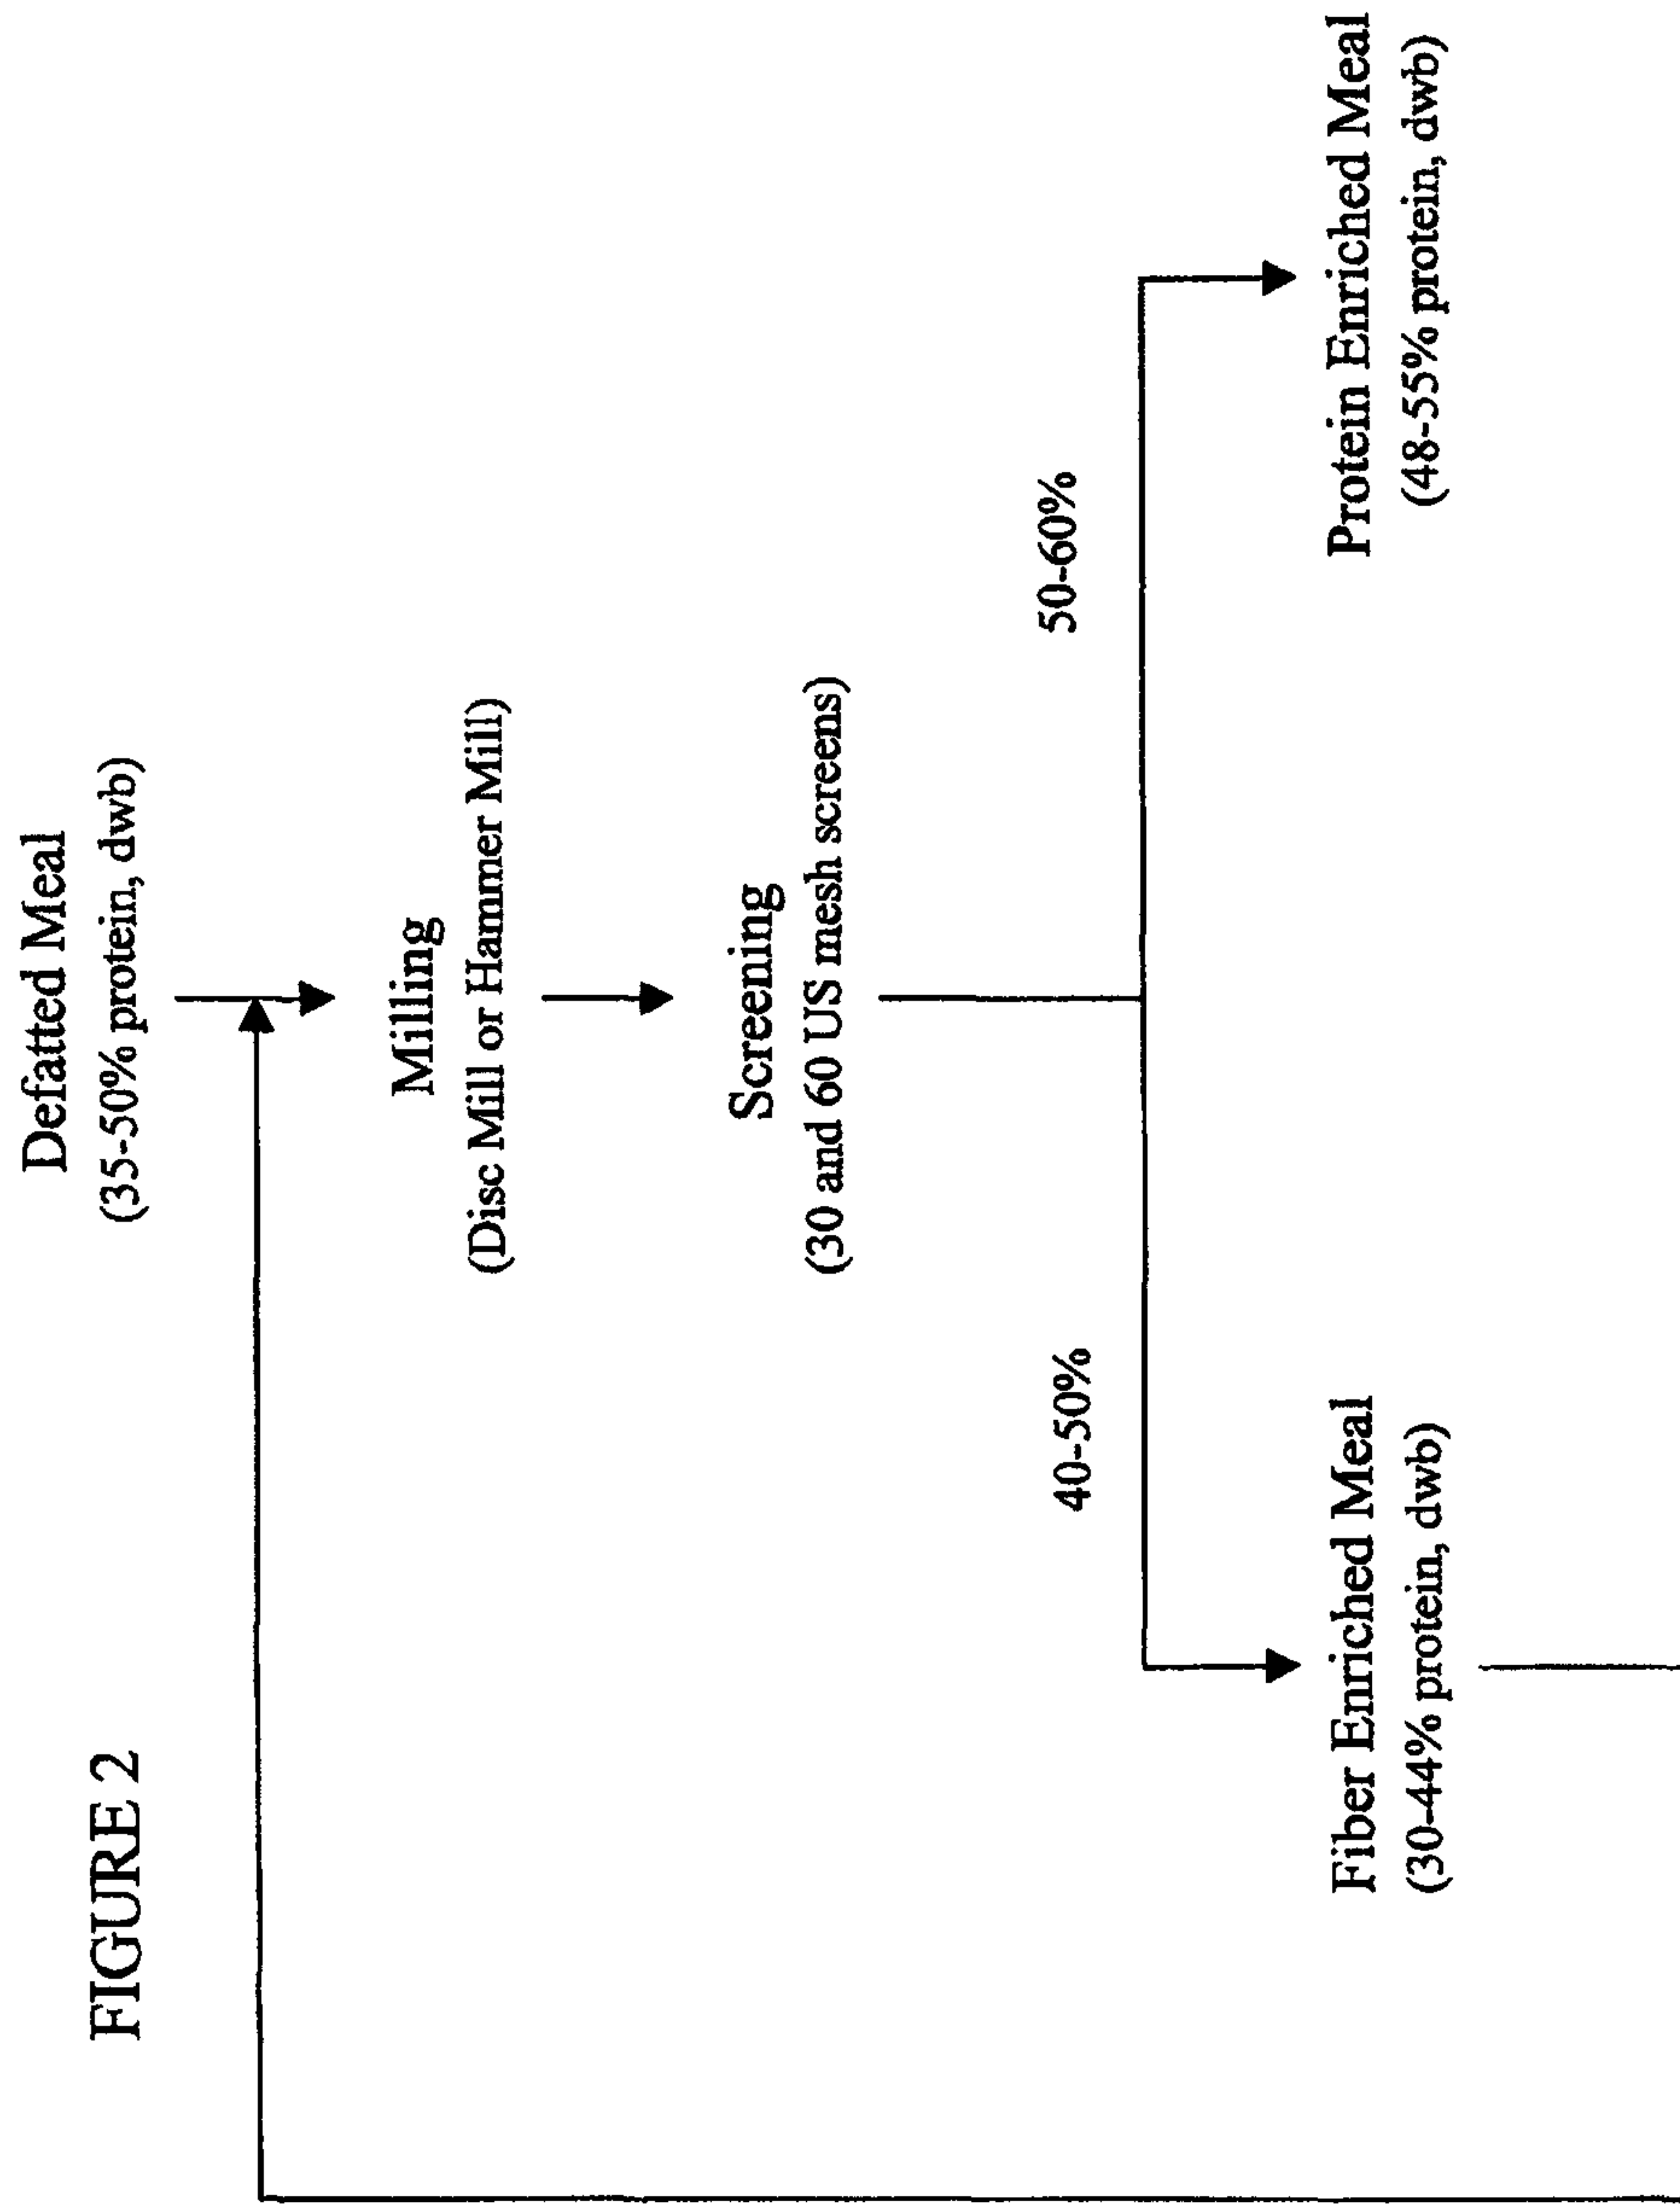 FIGURE 2
Defatted Meal
(35-50% protein, dwb)
Milling
(Disc Mill or Hammer Mill)
Screening
(30 and 60 US mesh screens)
40-50%
50-60%
Fiber Enriched Meal
(30-44% protein, dwb)
Protein Enriched Meal
(48-55% protein, dwb)